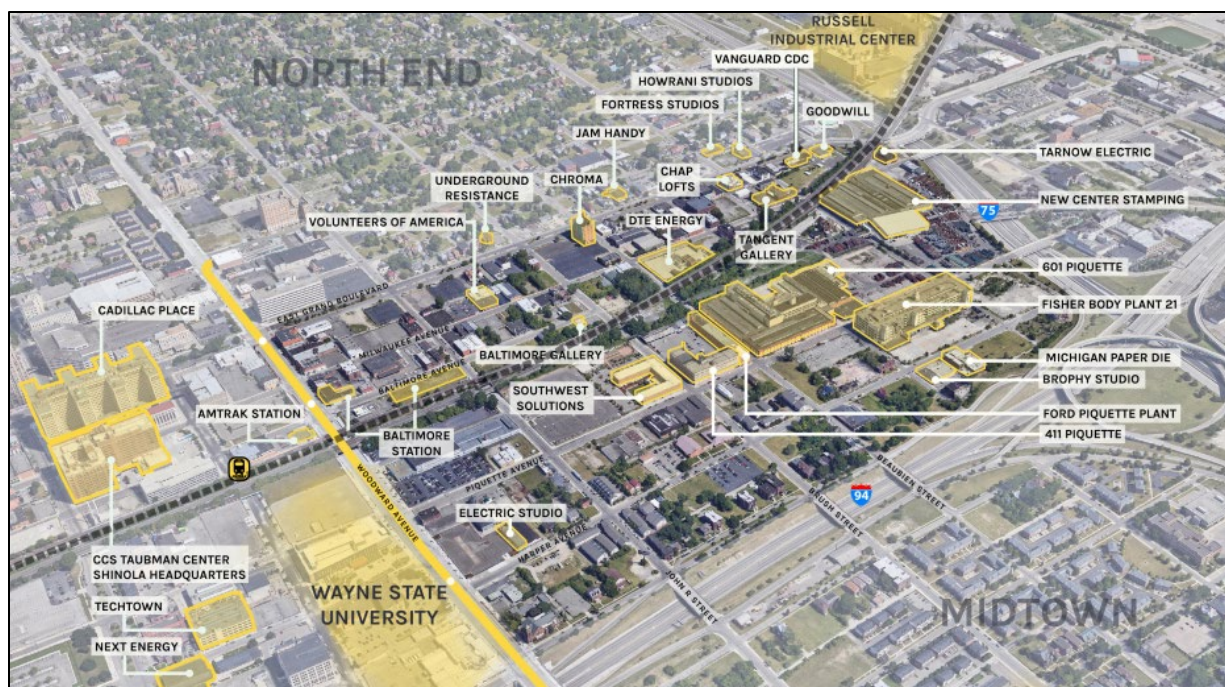 RUSSELL
INDUSTRIAL CENTER
NORTH END
VANGUARD CDC
HOWRANI STUDIOS
FORTRESS STUDIOS
GOODWILL
JAM HANDY
TARNOW ELECTRIC
CHAP
LOFTS
CHROMA
UNDERGROUND
RESISTANCE
NEW CENTER STAMPING
75
VOLUNTEERS OF AMERICA
DTE ENERGY
TANGENT
GALLERY
601 PIQUETTE
EAST GRAND BOULEVARD
FISHER BODY PLANT 21
CADILLAC PLACE
MILWAUKEE AVENUE
BALTIMORE GALLERY
MICHIGAN PAPER DIE
BALTIMORE AVENUE
BROPHY STUDIO
SOUTHWEST
SOLUTIONS
AMTRAK STATION
FORD PIQUETTE PLANT
411 PIQUETTE
BALTIMORE
STATION
PIQUETTE AVENUE
WOODWARD AVENUE
BEAUBIEN STREET
BRUSH STREET
94
ELECTRIC STUDIO
HARPER AVENUE
CCS TAUBMAN CENTER
SHINOLA HEADQUARTERS
JOHN R STREET
WAYNE STATE
UNIVERSITY
MIDTOWN
TECHTOWN
NEXT ENERGY